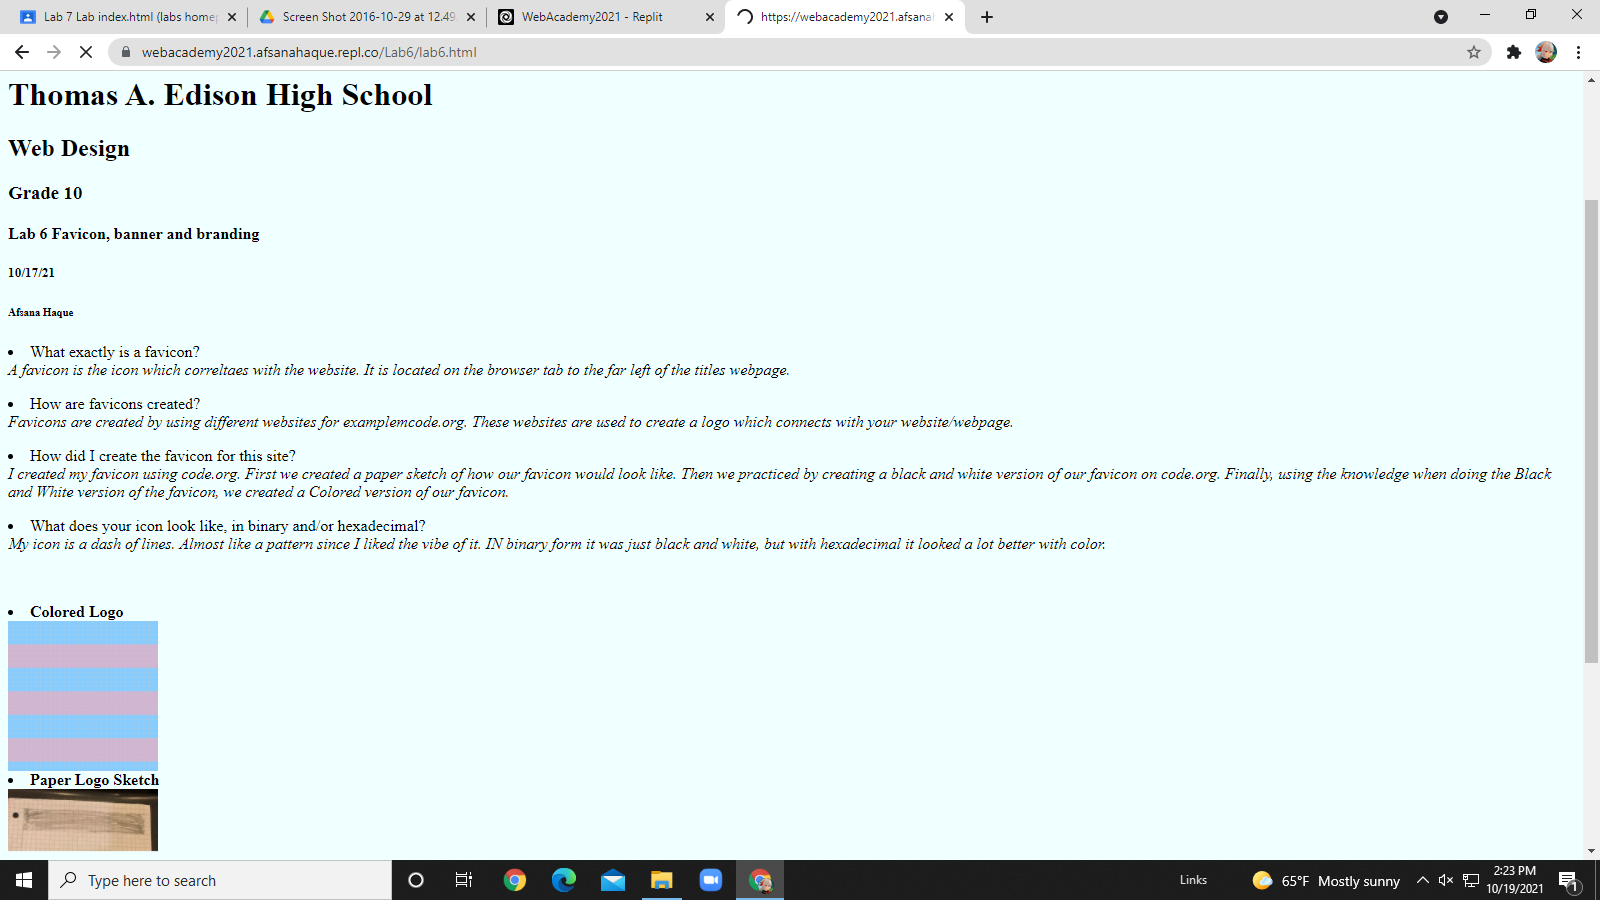 Lab 7 Lab index.html (labs home
Screen Shot 2016-10-29 at 12.49
WebAcademy2021 - Replit
https://webacademy2021.afsana
webacademy2021.afsanahaque.repl.co/Lab6/lab6.html
Thomas A. Edison High School
Web Design
Grade 10
Lab 6 Favicon, banner and branding
10/17/21
Afsana Haque
• What exactly is a favicon?
A favicon is the icon which correltaes with the website. It is located on the browser tab to the far left of the titles webpage.
• How are favicons created?
Favicons are created by using different websites for examplemcode.org. These websites are used to create a logo which connects with your website/webpage.
• How did I create the favicon for this site?
I created my favicon using code.org. First we created a paper sketch of how our favicon would look like. Then we practiced by creating a black and white version of our favicon on code.org. Finally, using the knowledge when doing the Black
and White version of the favicon, we created a Colored version of our favicon.
• What does your icon look like, in binary and/or hexadecimal?
My icon is a dash of lines. Almost like a pattern since I liked the vibe of it. IN binary form it was just black and white, but with hexadecimal it looked a lot better with color.
• Colored Logo
• Paper Logo Sketch
Type here to search
Links
65°F Mostly sunny
2:23 PM
10/19/2021
1